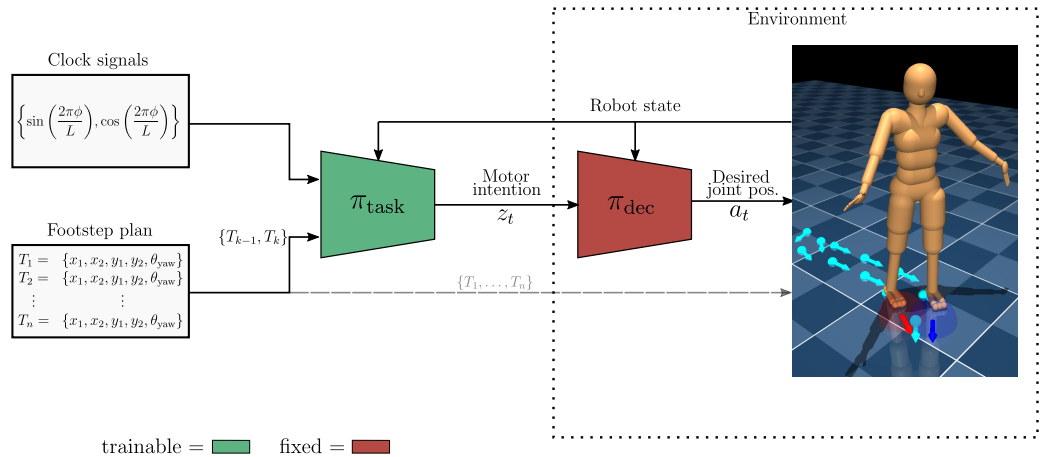 Environment
Clock signals
{sin (2πϕ/L), cos (2πϕ/L)}
Robot state
π_task
Motor
intention
z_t
π_dec
Desired
joint pos.
a_t
Footstep plan
T_1 = {x_1, x_2, y_1, y_2, θ_yaw}
T_2 = {x_1, x_2, y_1, y_2, θ_yaw}
⋮ ⋮
T_n = {x_1, x_2, y_1, y_2, θ_yaw}
{T_{k−1}, T_k}
{T_1, . . . , T_n}
trainable = fixed =